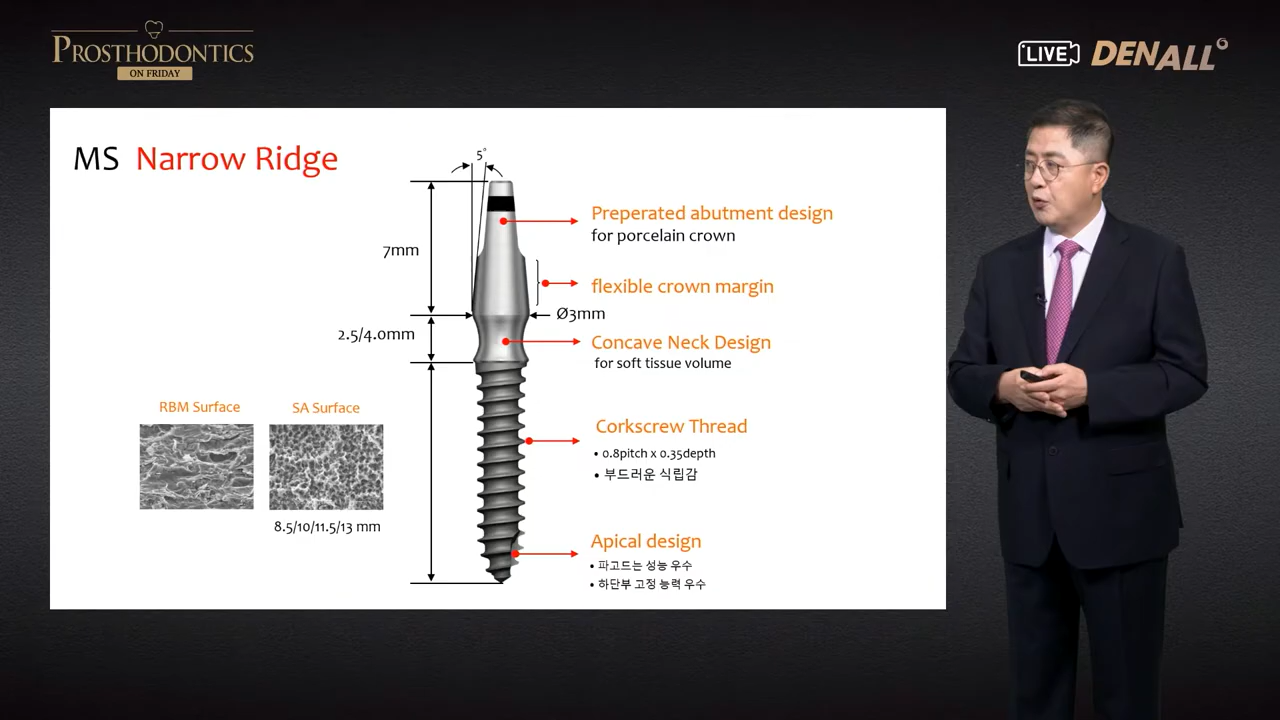 PROSTHODONTICS
ON FRIDAY
LIVE
DENALL
MS Narrow Ridge
5°
7mm
2.5/4.0mm
Ø3mm
Preperated abutment design
for porcelain crown
flexible crown margin
Concave Neck Design
for soft tissue volume
Corkscrew Thread
• 0.8pitch x 0.35depth
• 부드러운 식립감
Apical design
• 파고드는 성능 우수
• 하단부 고정 능력 우수
RBM Surface
SA Surface
8.5/10/11.5/13 mm